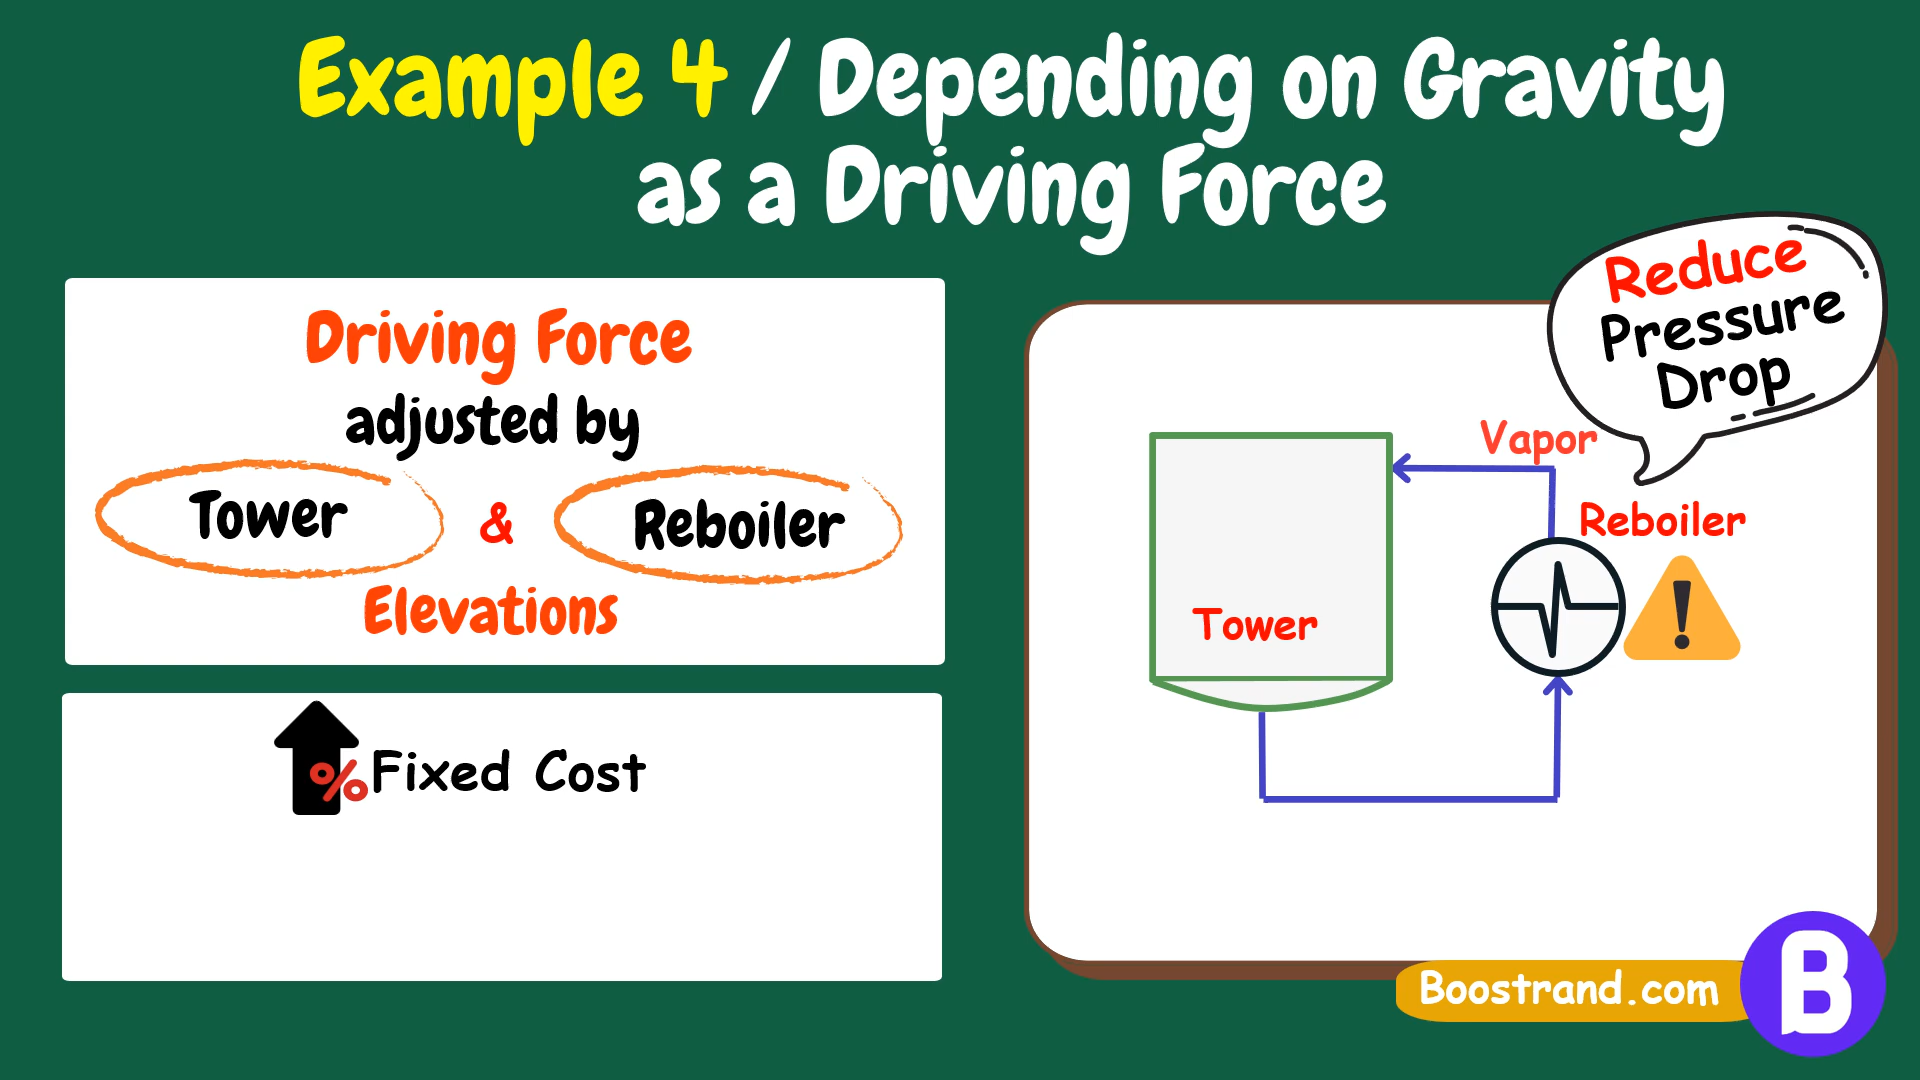 Example 4 / Depending on Gravity
as a Driving Force
Driving Force
adjusted by
Tower & Reboiler
Elevations
% Fixed Cost
Reduce
Pressure
Drop
Vapor
Reboiler
!
Tower
Boostrand.com
B